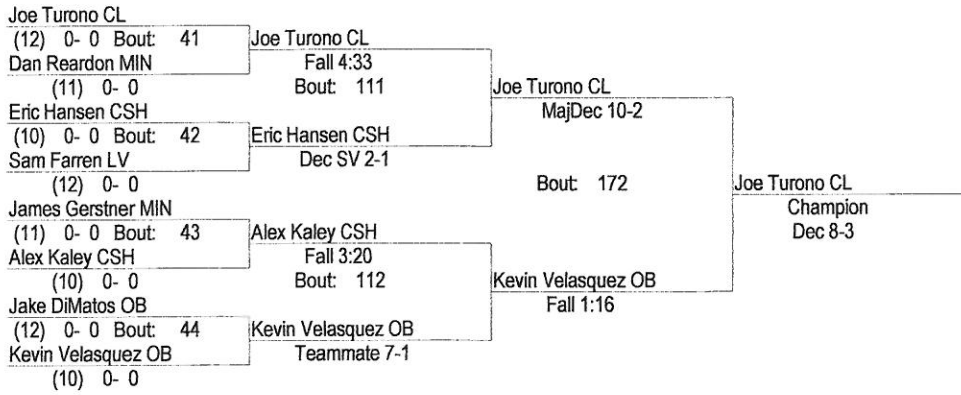 Joe Turono CL
(12) 0- 0 Bout: 41
Dan Reardon MIN
(11) 0- 0
Eric Hansen CSH
(10) 0- 0 Bout: 42
Sam Farren LV
(12) 0- 0
James Gerstner MIN
(11) 0- 0 Bout: 43
Alex Kaley CSH
(10) 0- 0
Jake DiMatos OB
(12) 0- 0 Bout: 44
Kevin Velasquez OB
(10) 0- 0
Joe Turono CL
Fall 4:33
Bout: 111
Eric Hansen CSH
Dec SV 2-1
Alex Kaley CSH
Fall 3:20
Bout: 112
Kevin Velasquez OB
Teammate 7-1
Joe Turono CL
MajDec 10-2
Bout: 172
Kevin Velasquez OB
Fall 1:16
Joe Turono CL
Champion
Dec 8-3